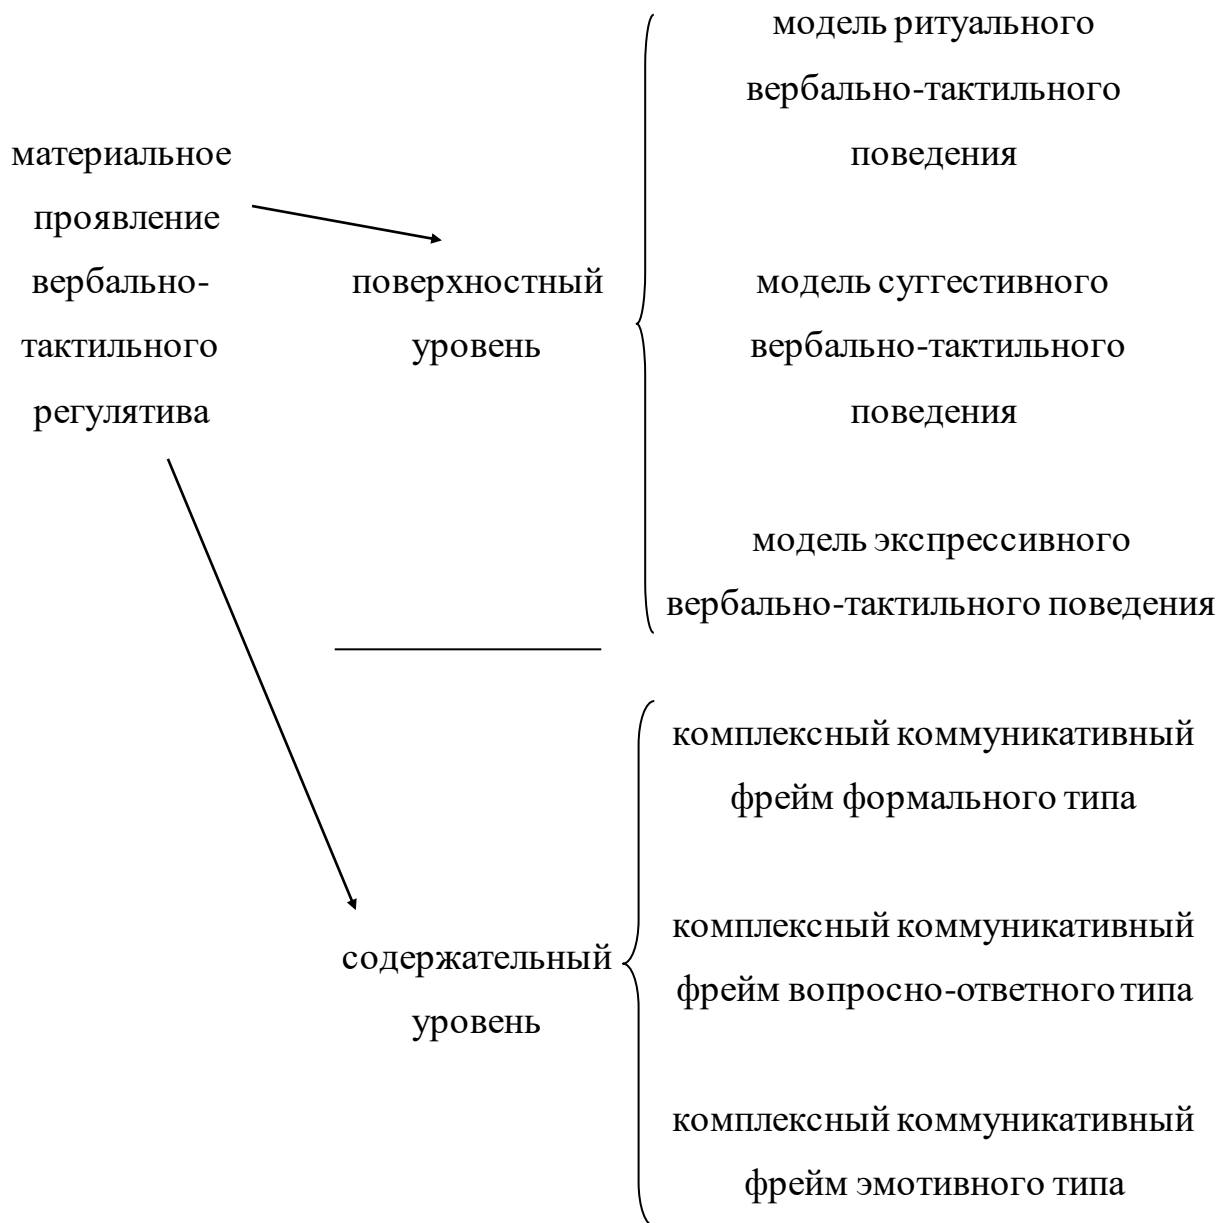 материальное
проявление
вербально-
тактильного
регулятива
поверхностный
уровень
модель ритуального
вербально-тактильного
поведения
модель суггестивного
вербально-тактильного
поведения
модель экспрессивного
вербально-тактильного поведения
содержательный
уровень
комплексный коммуникативный
фрейм формального типа
комплексный коммуникативный
фрейм вопросно-ответного типа
комплексный коммуникативный
фрейм эмотивного типа